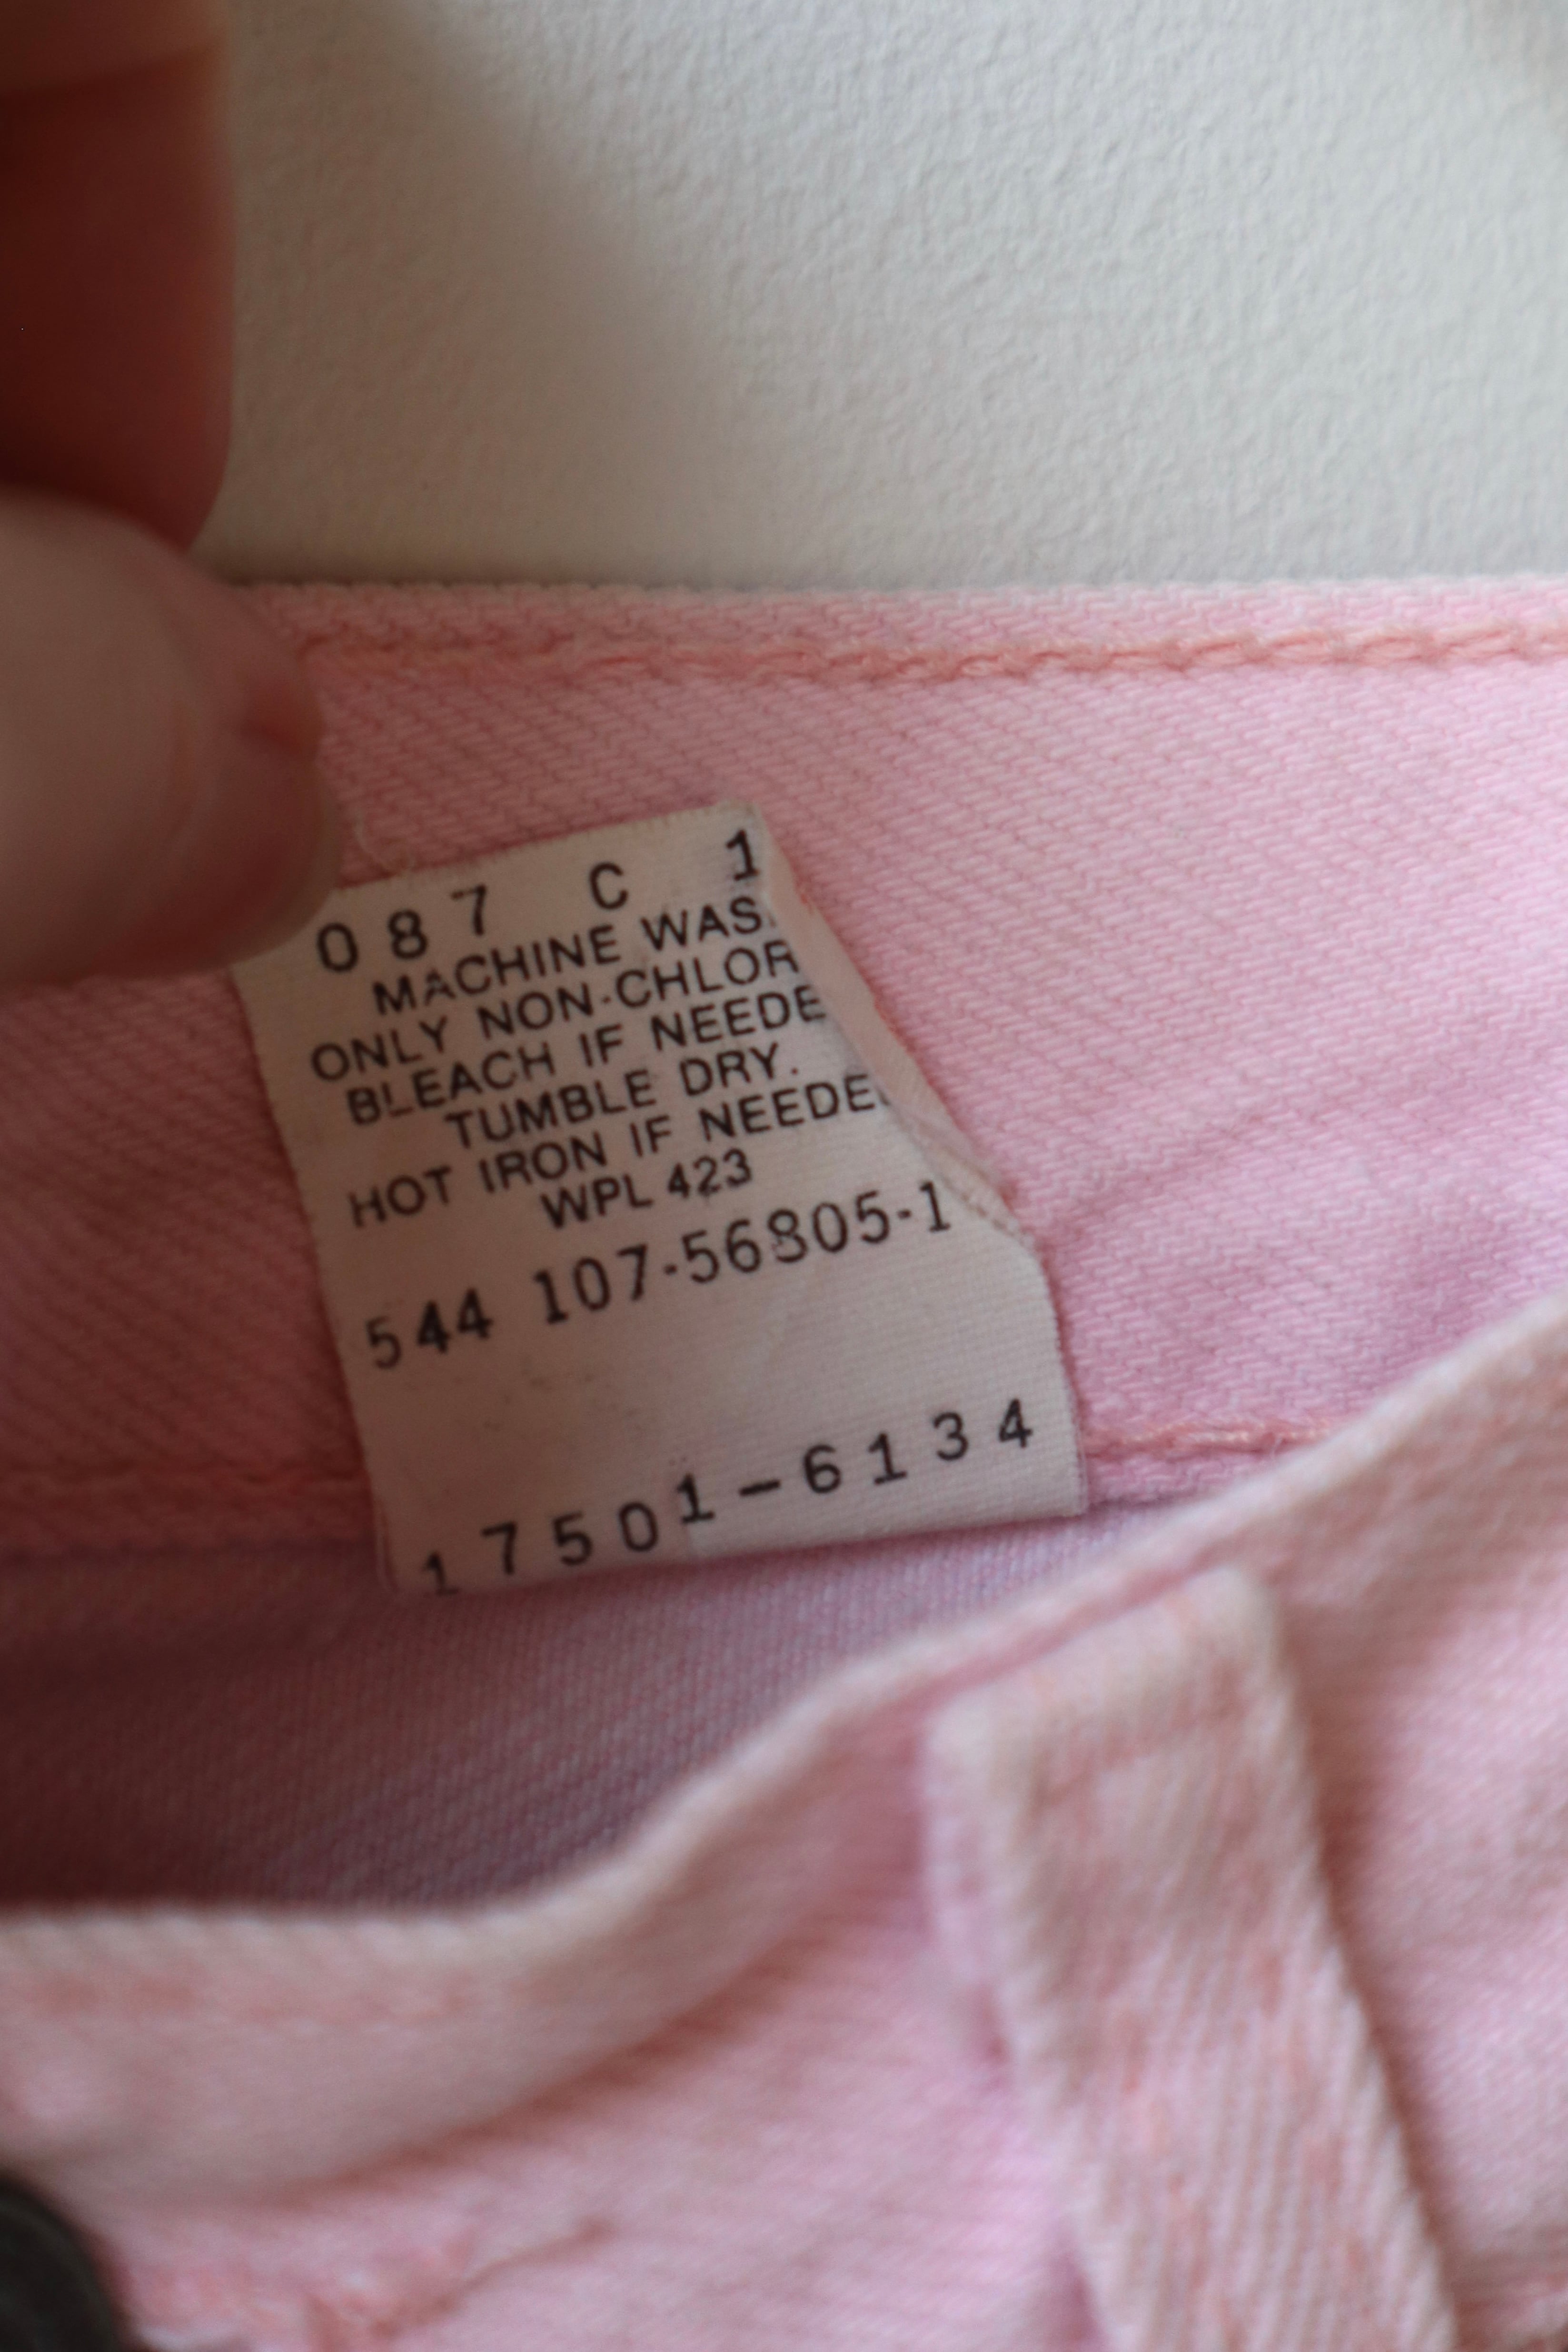 087 C 1
MACHINE WAS
ONLY NON-CHLOR
BLEACH IF NEEDE
TUMBLE DRY.
HOT IRON IF NEEDE
WPL 423
544 107-56805-1
17501-6134